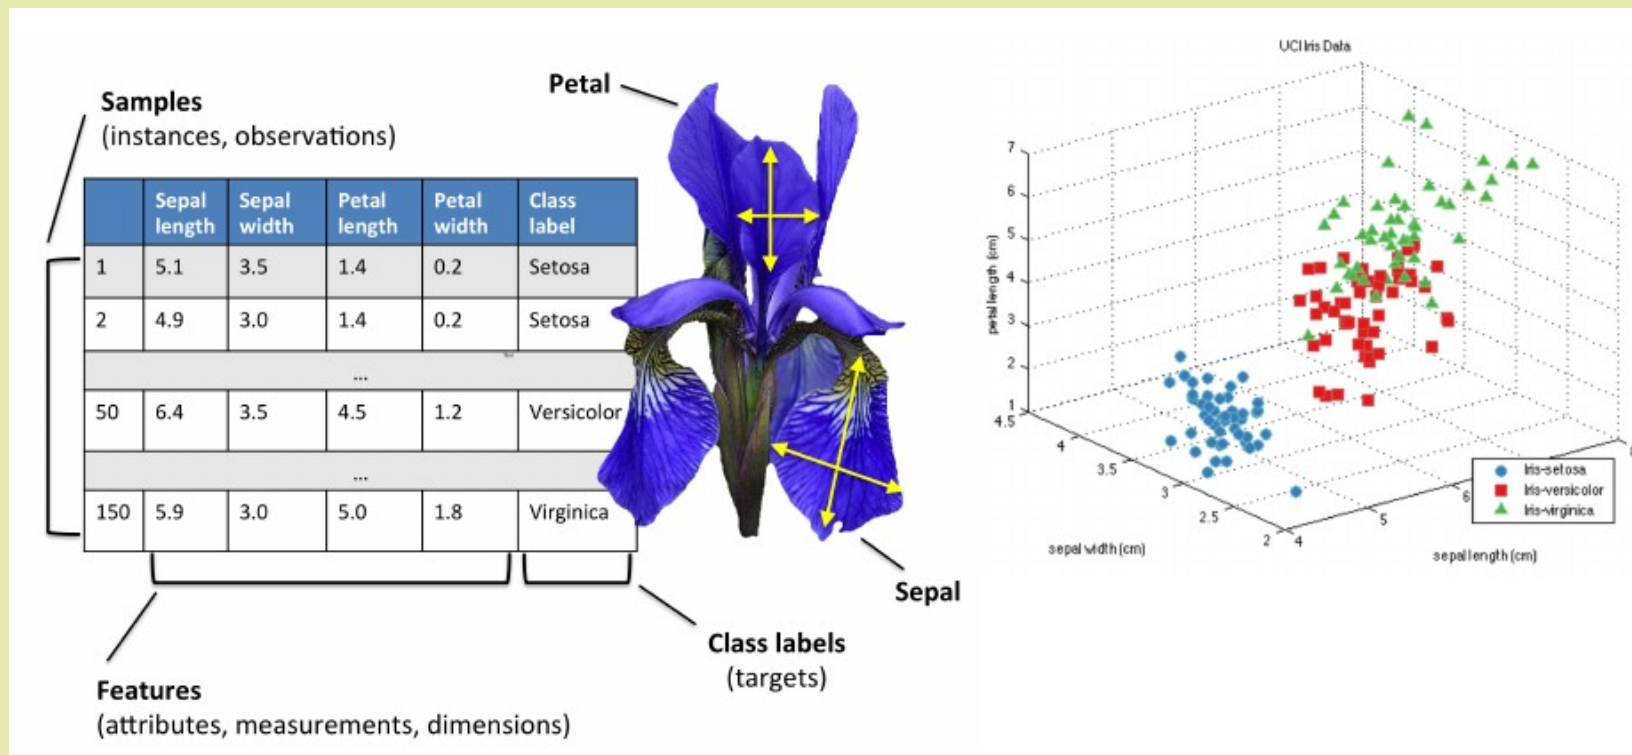 Samples
(instances, observations)
Sepal length Sepal width Petal length Petal width Class label
1 5.1 3.5 1.4 0.2 Setosa
2 4.9 3.0 1.4 0.2 Setosa
...
50 6.4 3.5 4.5 1.2 Versicolor
...
150 5.9 3.0 5.0 1.8 Virginica
Features
(attributes, measurements, dimensions)
Petal
Sepal
Class labels
(targets)
UCI Iris Data
7
6
5
4
3
2
1
petal length (cm)
4.5
4
3.5
3
2.5
2
sepal width (cm)
4
5
6
sepal length (cm)
Iris-setosa
Iris-versicolor
Iris-virginica